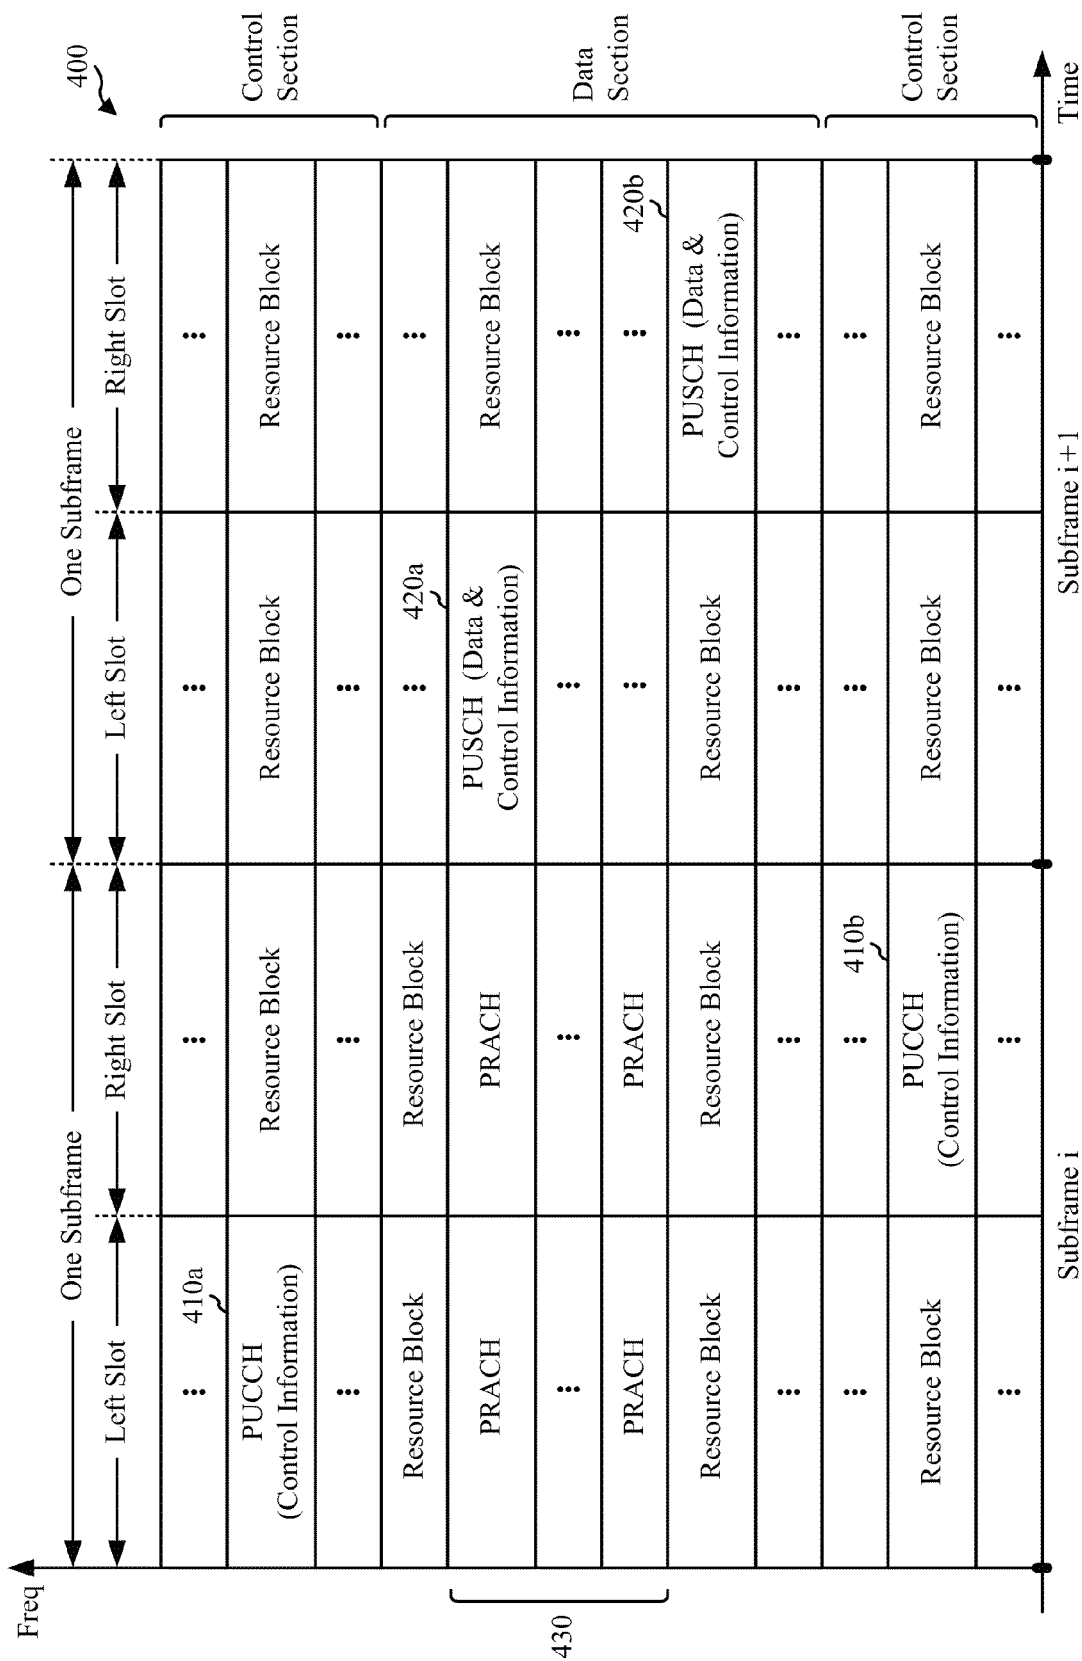 400
Freq
One Subframe
One Subframe
Left Slot
Right Slot
Left Slot
Right Slot
...
410a
...
...
...
PUCCH
(Control Information)
Resource Block
Resource Block
Resource Block
...
...
...
...
Control
Section
Resource Block
Resource Block
...
420a
...
PRACH
PRACH
PUSCH (Data &
Control Information)
Resource Block
...
...
...
...
430
PRACH
PRACH
...
...
420b
Resource Block
Resource Block
Resource Block
PUSCH (Data &
Control Information)
...
...
...
...
Data
Section
...
...
410b
...
...
Resource Block
PUCCH
(Control Information)
Resource Block
Resource Block
...
...
...
...
Control
Section
Subframe i
Subframe i+1
Time